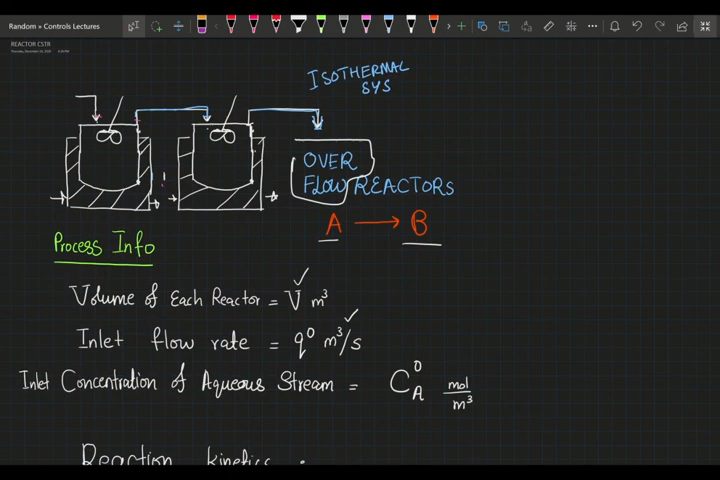 Random » Controls Lectures
REACTOR CSTR
ISOTHERMAL
SYS
OVER
FLOW REACTORS
A → B
Process Info
Volume of Each Reactor = V m³
Inlet flow rate = q⁰ m³/s
Inlet Concentration of Aqueous Stream = C_A⁰ mol/m³
Reaction kinetics :